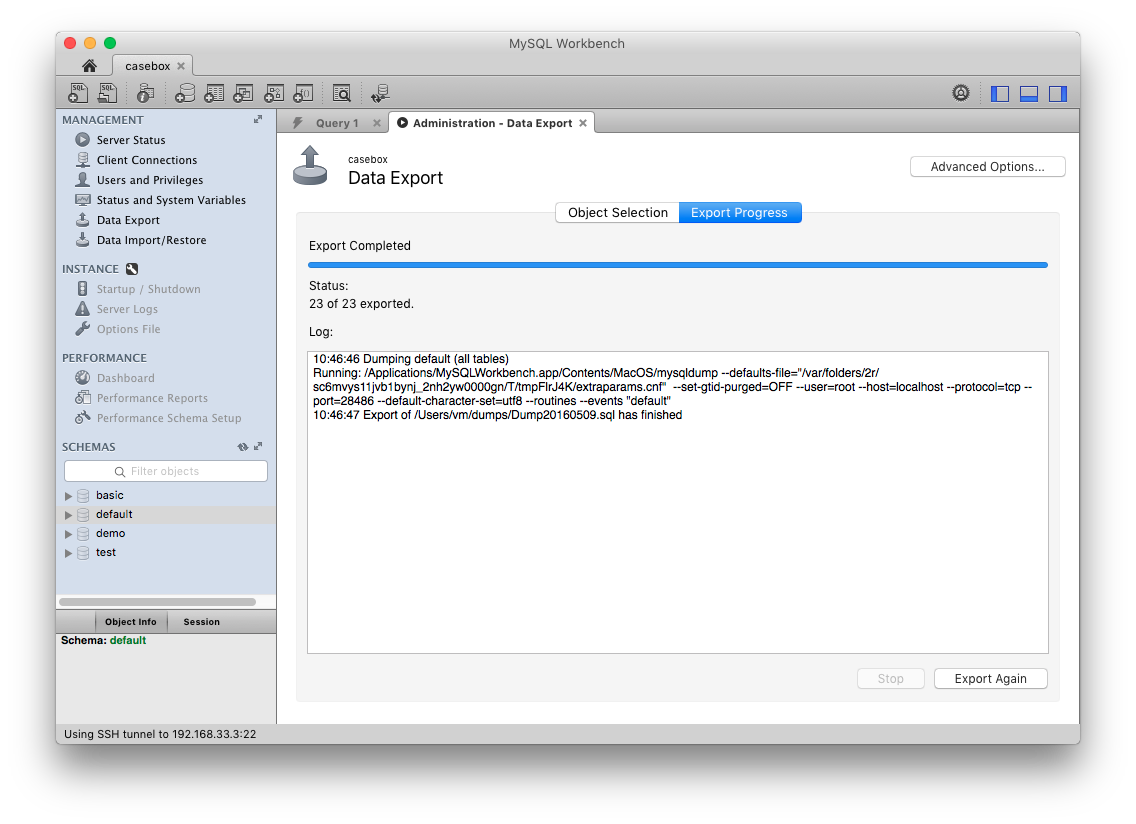 MySQL Workbench
casebox
MANAGEMENT
Server Status
Client Connections
Users and Privileges
Status and System Variables
Data Export
Data Import/Restore
INSTANCE
Startup / Shutdown
Server Logs
Options File
PERFORMANCE
Dashboard
Performance Reports
Performance Schema Setup
SCHEMAS
Filter objects
basic
default
demo
test
Object Info Session
Schema: default
Query 1
Administration - Data Export
casebox
Data Export
Advanced Options...
Object Selection Export Progress
Export Completed
Status:
23 of 23 exported.
Log:
10:46:46 Dumping default (all tables)
Running: /Applications/MySQLWorkbench.app/Contents/MacOS/mysqldump --defaults-file="/var/folders/2r/
sc6mvys11jvb1bynj_2nh2yw0000gn/T/tmpFIrJ4K/extraparams.cnf"  --set-gtid-purged=OFF --user=root --host=localhost --protocol=tcp --
port=28486 --default-character-set=utf8 --routines --events "default"
10:46:47 Export of /Users/vm/dumps/Dump20160509.sql has finished
Stop
Export Again
Using SSH tunnel to 192.168.33.3:22